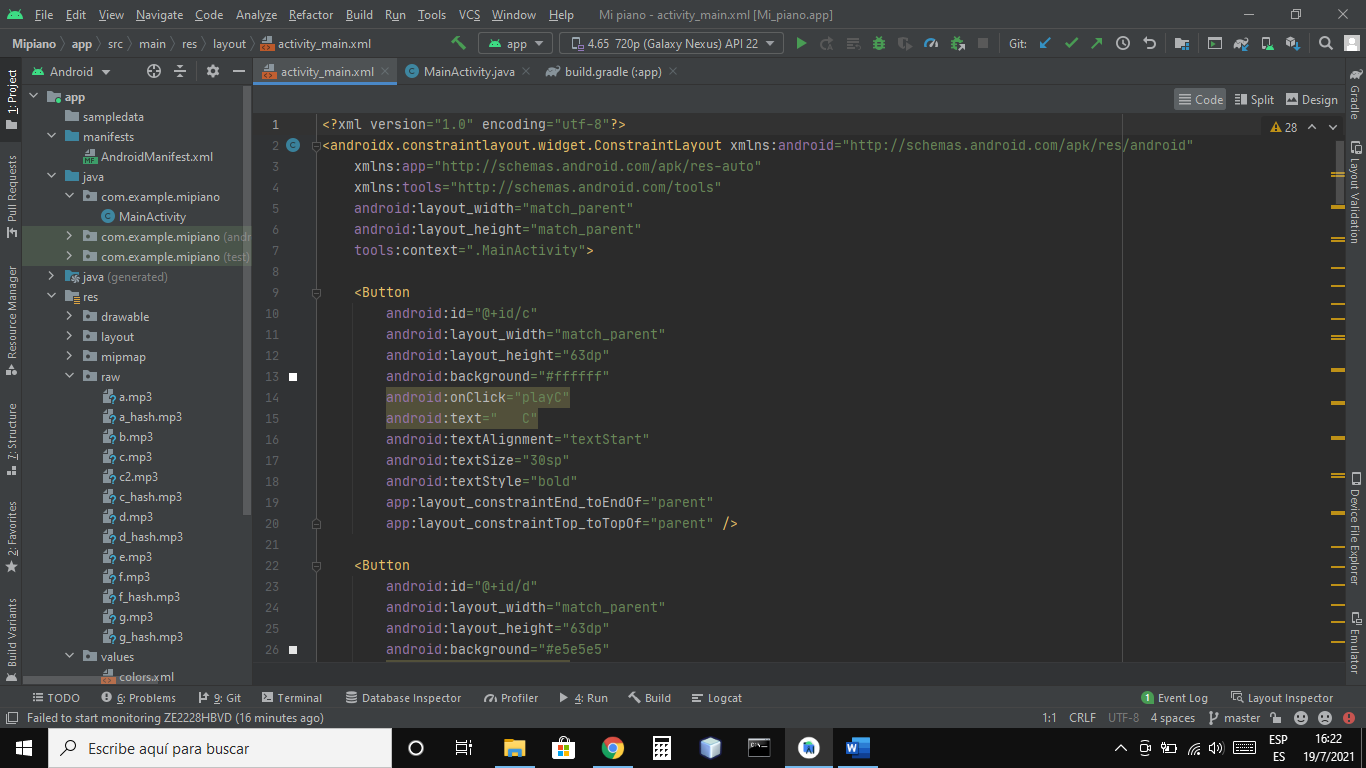 File Edit View Navigate Code Analyze Refactor Build Run Tools VCS Window Help Mi piano - activity_main.xml [Mi_piano.app]
Mipiano app src main res layout activity_main.xml app 4.65 720p (Galaxy Nexus) API 22 Git:
Android activity_main.xml MainActivity.java build.gradle (:app)
Code Split Design
28
1: Project
Pull Requests
Resource Manager
7: Structure
2: Favorites
Build Variants
app
sampledata
manifests
AndroidManifest.xml
java
com.example.mipiano
MainActivity
com.example.mipiano (andr
com.example.mipiano (test)
java (generated)
res
drawable
layout
mipmap
raw
a.mp3
a_hash.mp3
b.mp3
c.mp3
c2.mp3
c_hash.mp3
d.mp3
d_hash.mp3
e.mp3
f.mp3
f_hash.mp3
g.mp3
g_hash.mp3
values
colors.xml
1 <?xml version="1.0" encoding="utf-8"?>
2 <androidx.constraintlayout.widget.ConstraintLayout xmlns:android="http://schemas.android.com/apk/res/android"
3 xmlns:app="http://schemas.android.com/apk/res-auto"
4 xmlns:tools="http://schemas.android.com/tools"
5 android:layout_width="match_parent"
6 android:layout_height="match_parent"
7 tools:context=".MainActivity">
8
9 <Button
10 android:id="@+id/c"
11 android:layout_width="match_parent"
12 android:layout_height="63dp"
13 android:background="#ffffff"
14 android:onClick="playC"
15 android:text="   C"
16 android:textAlignment="textStart"
17 android:textSize="30sp"
18 android:textStyle="bold"
19 app:layout_constraintEnd_toEndOf="parent"
20 app:layout_constraintTop_toTopOf="parent" />
21
22 <Button
23 android:id="@+id/d"
24 android:layout_width="match_parent"
25 android:layout_height="63dp"
26 android:background="#e5e5e5"
Gradle
Layout Validation
Device File Explorer
Emulator
TODO 6: Problems 9: Git Terminal Database Inspector Profiler 4: Run Build Logcat 1 Event Log Layout Inspector
Failed to start monitoring ZE2228HBVD (16 minutes ago) 1:1 CRLF UTF-8 4 spaces master
Escribe aquí para buscar
ESP
ES
16:22
19/7/2021